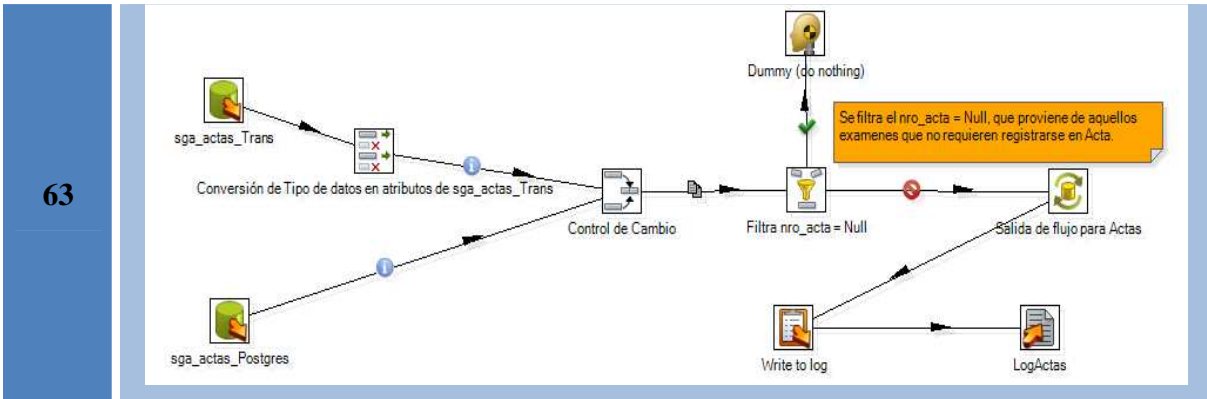 63
Dummy (do nothing)
Se filtra el nro_acta = Null, que proviene de aquellos
examenes que no requieren registrarse en Acta.
sga_actas_Trans
Conversión de Tipo de datos en atributos de sga_actas_Trans
Control de Cambio
Filtra nro_acta = Null
Salida de flujo para Actas
sga_actas_Postgres
Write to log
LogActas